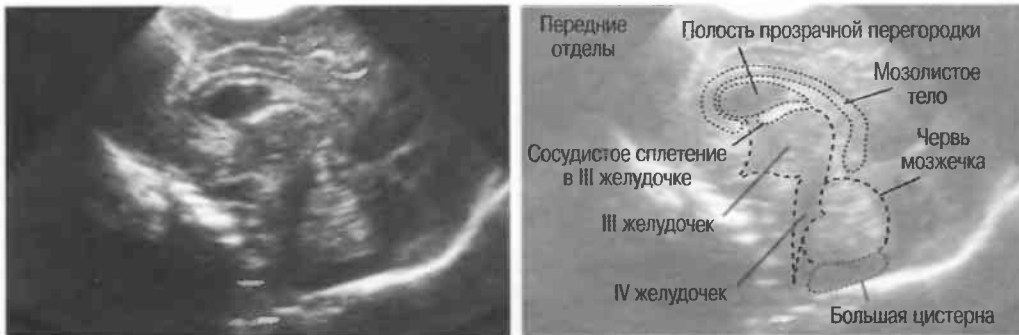 Передние
отделы
Полость прозрачной перегородки
Мозолистое
тело
Червь
мозжечка
Сосудистое сплетение
в III желудочке
III желудочек
IV желудочек
Большая цистерна